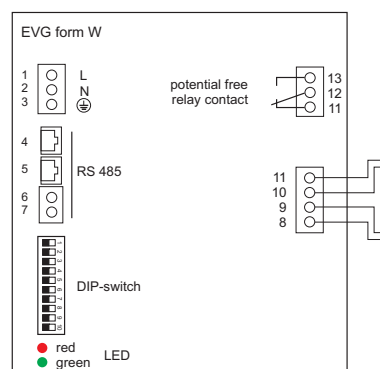 EVG form W
1 L
2 N
3
4
5 RS 485
6
7
potential free
relay contact
13
12
11
11
10
9
8
1
2
3
4
5
6
7
8
9
10
DIP-switch
red
green LED